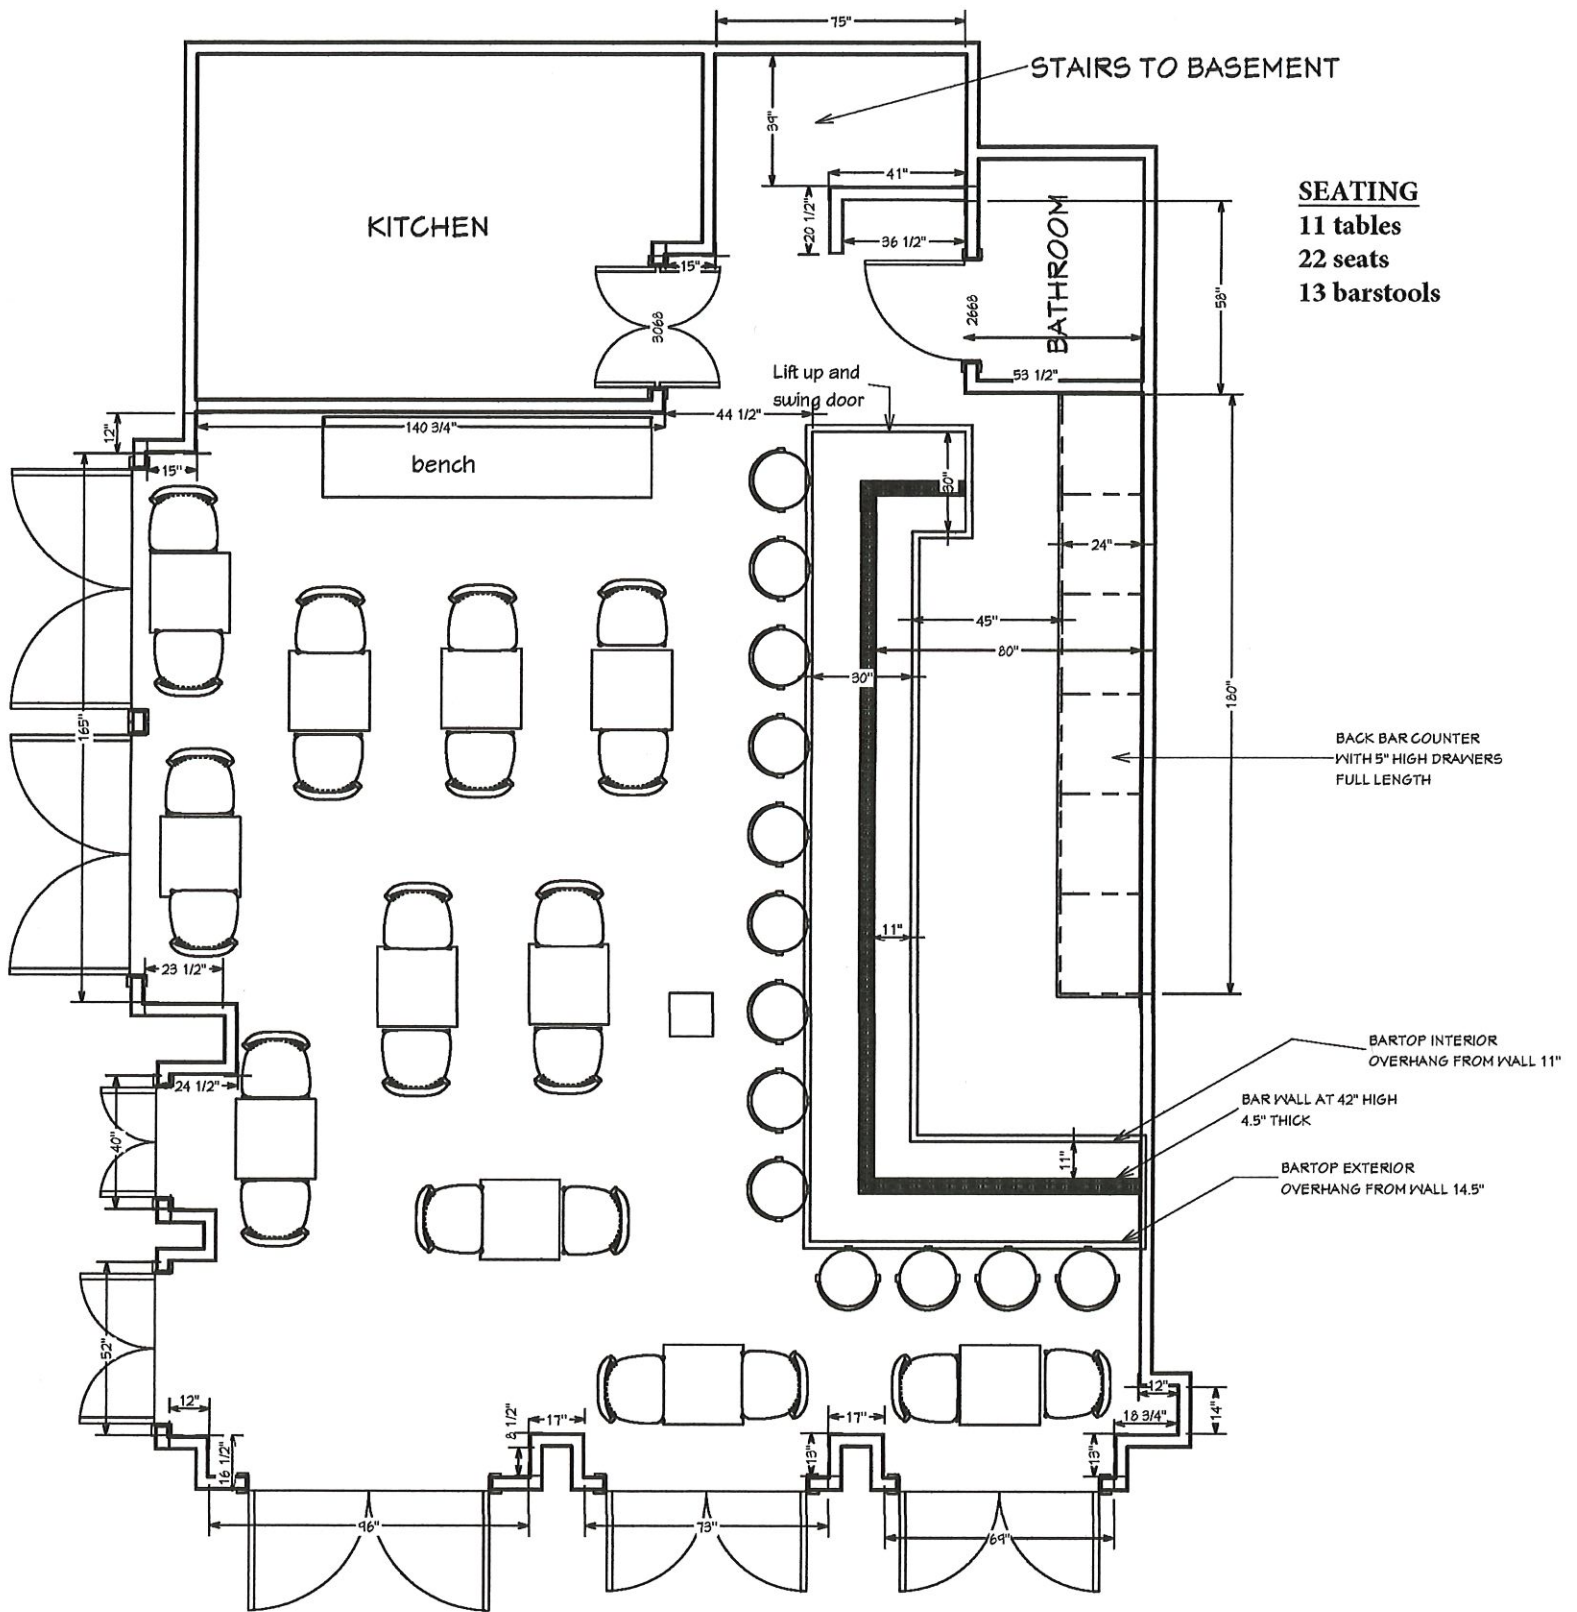 75"
STAIRS TO BASEMENT
39"
41"
SEATING
11 tables
22 seats
13 barstools
KITCHEN
20 1/2"
36 1/2"
BATHROOM
15"
58"
2668
3068
53 1/2"
Lift up and
swing door
44 1/2"
12"
140 3/4"
bench
15"
30"
24"
45"
80"
30"
165"
180"
BACK BAR COUNTER
WITH 5" HIGH DRAWERS
FULL LENGTH
11"
23 1/2"
BARTOP INTERIOR
OVERHANG FROM WALL 11"
24 1/2"
BAR WALL AT 42" HIGH
4.5" THICK
40"
11"
BARTOP EXTERIOR
OVERHANG FROM WALL 14.5"
52"
12"
12"
17"
17"
18 3/4"
14"
8 1/2"
16 1/2"
13"
13"
96"
73"
69"